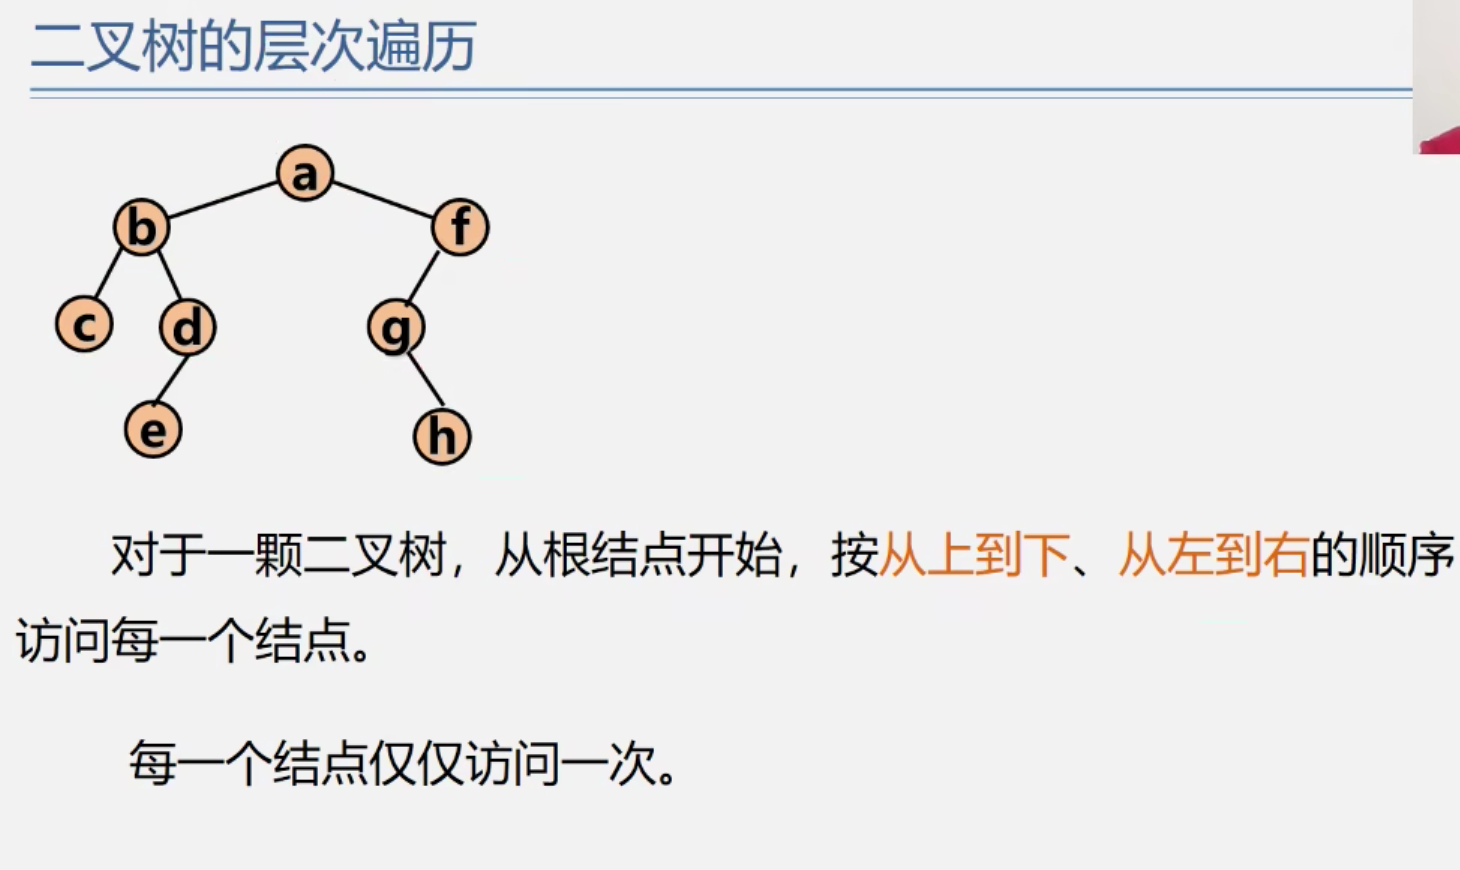 二叉树的层次遍历
a
b
f
c
d
g
e
h
对于一颗二叉树，从根结点开始，按从上到下、从左到右的顺序
访问每一个结点。
每一个结点仅仅访问一次。